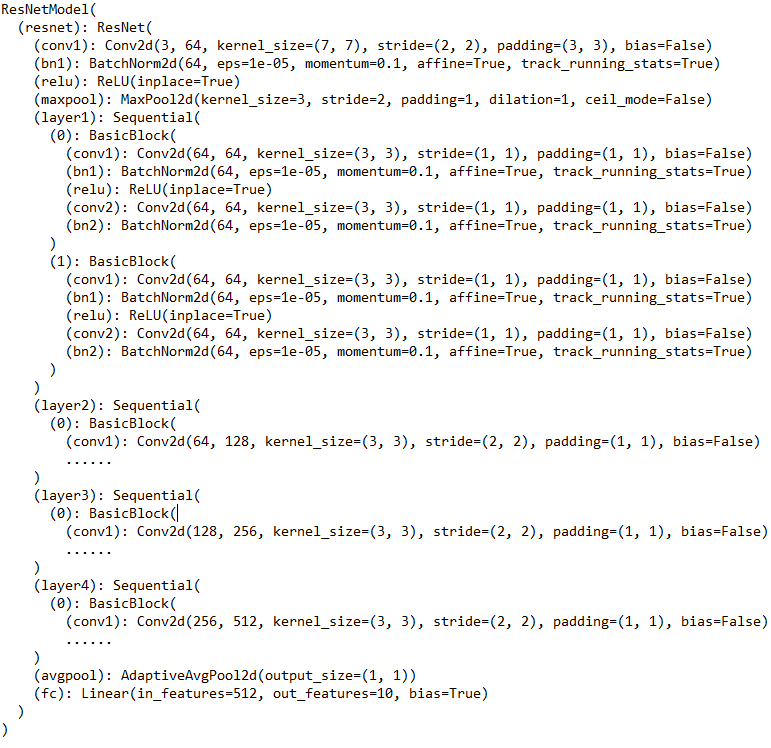 ResNetModel(
  (resnet): ResNet(
    (conv1): Conv2d(3, 64, kernel_size=(7, 7), stride=(2, 2), padding=(3, 3), bias=False)
    (bn1): BatchNorm2d(64, eps=1e-05, momentum=0.1, affine=True, track_running_stats=True)
    (relu): ReLU(inplace=True)
    (maxpool): MaxPool2d(kernel_size=3, stride=2, padding=1, dilation=1, ceil_mode=False)
    (layer1): Sequential(
      (0): BasicBlock(
        (conv1): Conv2d(64, 64, kernel_size=(3, 3), stride=(1, 1), padding=(1, 1), bias=False)
        (bn1): BatchNorm2d(64, eps=1e-05, momentum=0.1, affine=True, track_running_stats=True)
        (relu): ReLU(inplace=True)
        (conv2): Conv2d(64, 64, kernel_size=(3, 3), stride=(1, 1), padding=(1, 1), bias=False)
        (bn2): BatchNorm2d(64, eps=1e-05, momentum=0.1, affine=True, track_running_stats=True)
      )
      (1): BasicBlock(
        (conv1): Conv2d(64, 64, kernel_size=(3, 3), stride=(1, 1), padding=(1, 1), bias=False)
        (bn1): BatchNorm2d(64, eps=1e-05, momentum=0.1, affine=True, track_running_stats=True)
        (relu): ReLU(inplace=True)
        (conv2): Conv2d(64, 64, kernel_size=(3, 3), stride=(1, 1), padding=(1, 1), bias=False)
        (bn2): BatchNorm2d(64, eps=1e-05, momentum=0.1, affine=True, track_running_stats=True)
      )
    )
    (layer2): Sequential(
      (0): BasicBlock(
        (conv1): Conv2d(64, 128, kernel_size=(3, 3), stride=(2, 2), padding=(1, 1), bias=False)
        ......
    )
    (layer3): Sequential(
      (0): BasicBlock(
        (conv1): Conv2d(128, 256, kernel_size=(3, 3), stride=(2, 2), padding=(1, 1), bias=False)
        ......
    )
    (layer4): Sequential(
      (0): BasicBlock(
        (conv1): Conv2d(256, 512, kernel_size=(3, 3), stride=(2, 2), padding=(1, 1), bias=False)
        ......
    )
    (avgpool): AdaptiveAvgPool2d(output_size=(1, 1))
    (fc): Linear(in_features=512, out_features=10, bias=True)
  )
)